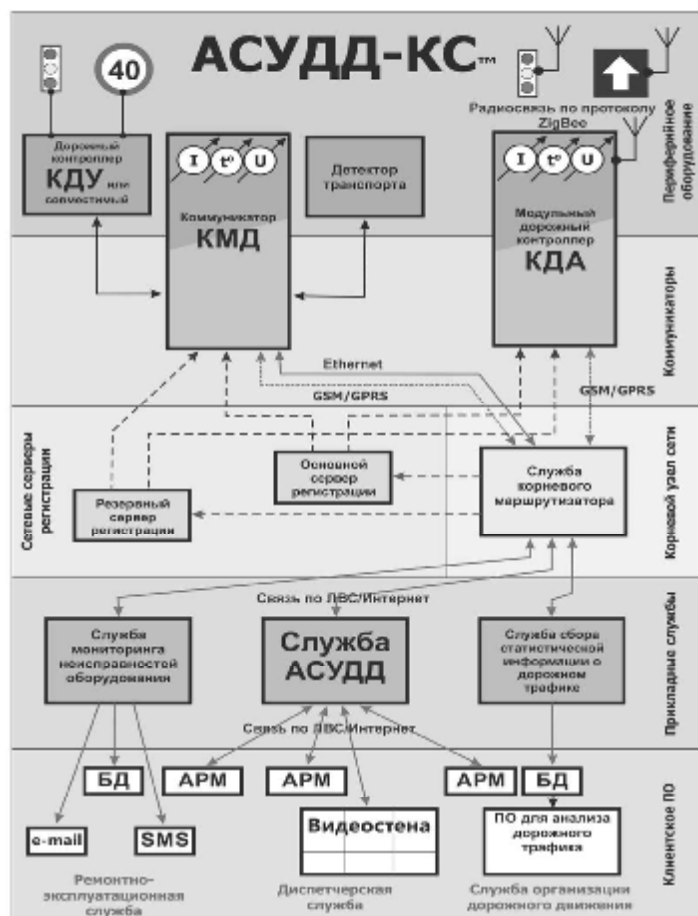 АСУДД-КС™
40
Радиосвязь по протоколу
ZigBee
Дорожный
контроллер
КДУ или
совместимый
I t° U
Коммуникатор
КМД
Детектор
транспорта
I t° U
Модульный
дорожный
контроллер
КДА
Периферийное
оборудование
Коммуникаторы
Ethernet
GSM/GPRS
GSM/GPRS
Сетевые серверы
регистрации
Основной
сервер
регистрации
Резервный
сервер
регистрации
Служба
корневого
маршрутизатора
Корневой узел сети
Связь по ЛВС/Интернет
Служба
мониторинга
неисправностей
оборудования
Служба
АСУДД
Служба сбора
статистической
информации о
дорожном
трафике
Прикладные службы
Связь по ЛВС/Интернет
БД
АРМ
АРМ
АРМ
БД
e-mail
SMS
Видеостена
ПО для анализа
дорожного
трафика
Клиентское ПО
Ремонтно-
эксплуатационная
служба
Диспетчерская
служба
Служба организации
дорожного движения